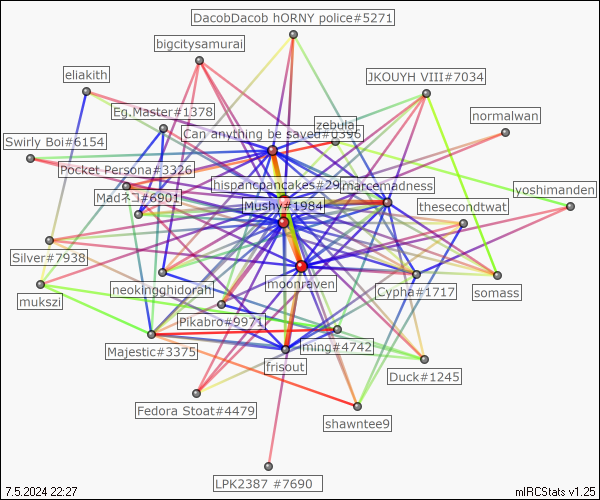 DacobDacob hORNY police#5271
bigcitysamurai
eliakith
JKOUYH VIII#7034
Eg.Master#1378
normalwan
zebula
Can anything be saved#0396
Swirly Boi#6154
Pocket Persona#3326
hispancpancakes#29
marcemadness
Madネコ#6901
yoshimanden
Mushy#1984
thesecondtwat
Silver#7938
moonraven
neokingghidorah
Cypha#1717
somass
mukszi
Pikabro#9971
Majestic#3375
ming#4742
frisout
Duck#1245
Fedora Stoat#4479
shawntee9
LPK2387 #7690
7.5.2024 22:27
mIRCStats v1.25